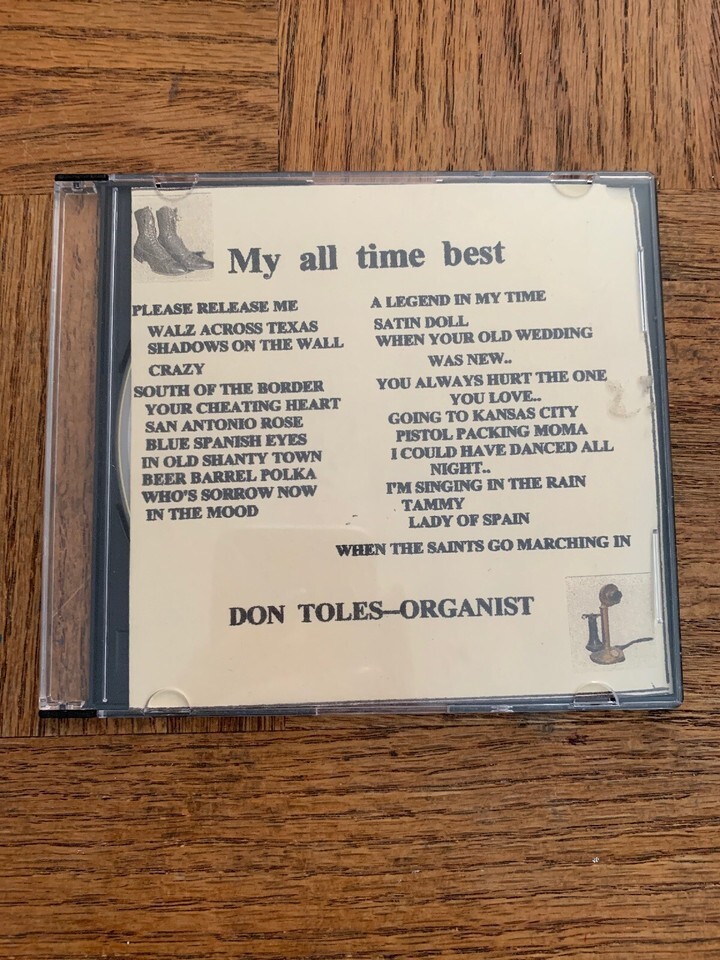 My all time best
PLEASE RELEASE ME
WALZ ACROSS TEXAS
SHADOWS ON THE WALL
CRAZY
SOUTH OF THE BORDER
YOUR CHEATING HEART
SAN ANTONIO ROSE
BLUE SPANISH EYES
IN OLD SHANTY TOWN
BEER BARREL POLKA
WHO'S SORROW NOW
IN THE MOOD
A LEGEND IN MY TIME
SATIN DOLL
WHEN YOUR OLD WEDDING
WAS NEW..
YOU ALWAYS HURT THE ONE
YOU LOVE..
GOING TO KANSAS CITY
PISTOL PACKING MOMA
I COULD HAVE DANCED ALL
NIGHT..
I'M SINGING IN THE RAIN
TAMMY
LADY OF SPAIN
WHEN THE SAINTS GO MARCHING IN
DON TOLES--ORGANIST